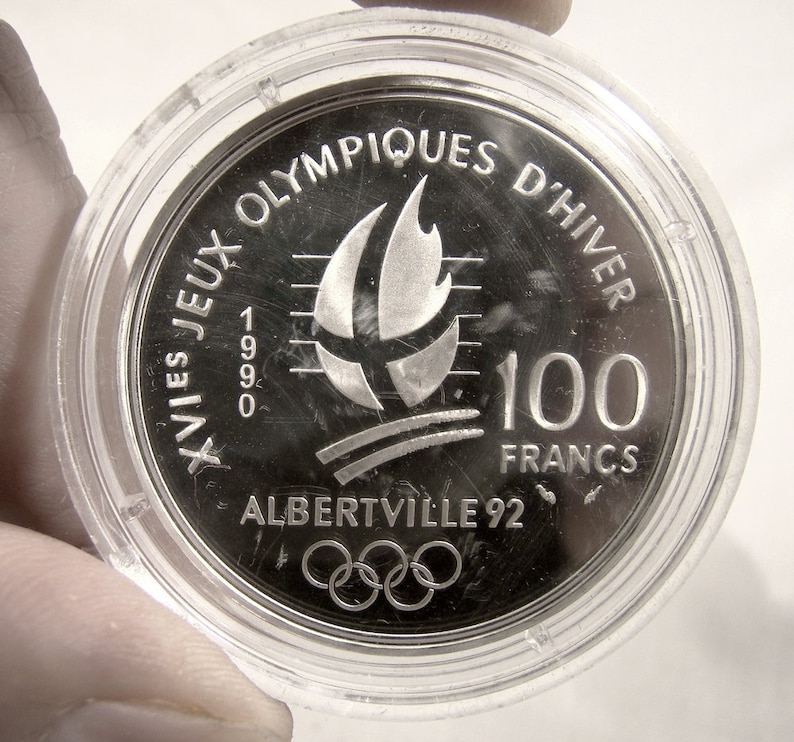 XVIES JEUX OLYMPIQUES D'HIVER
1990
100
FRANCS
ALBERTVILLE 92